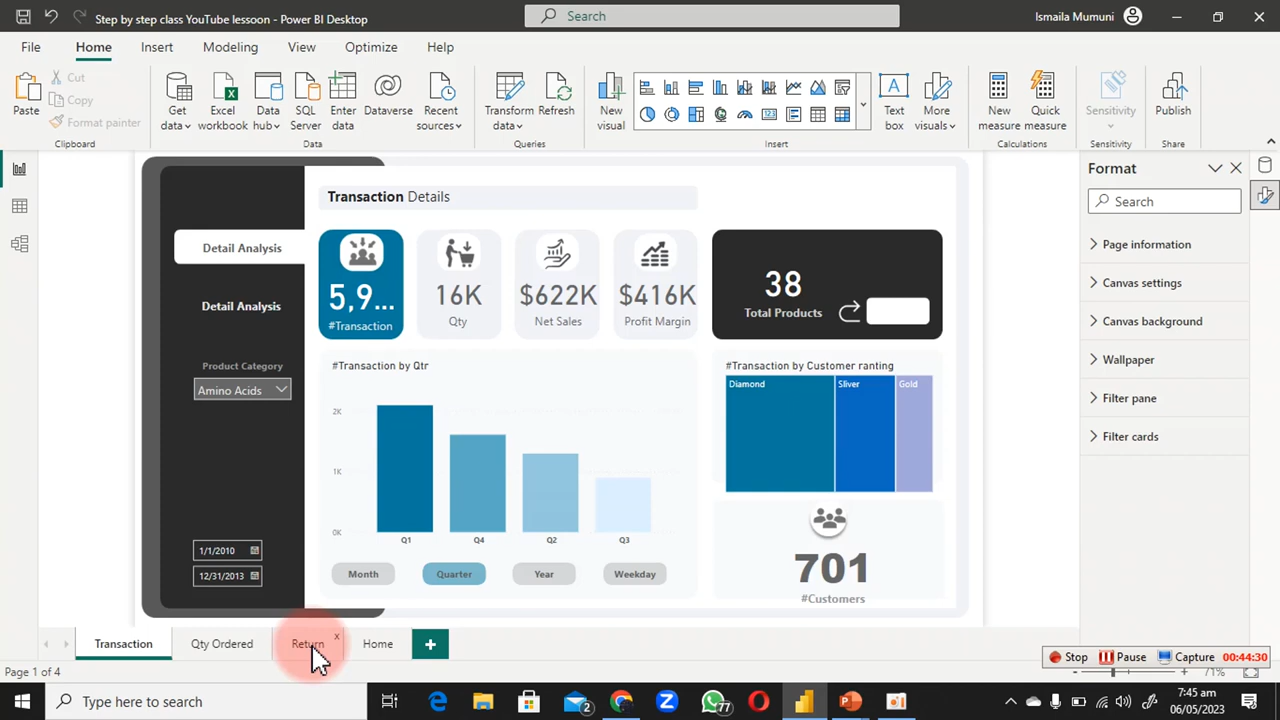 Step by step class YouTube lessoon - Power BI Desktop
Search
Ismaila Mumuni
File
Home
Insert
Modeling
View
Optimize
Help
Paste
Cut
Copy
Format painter
Get data
Excel workbook
Data hub
SQL Server
Enter data
Dataverse
Recent sources
Transform data
Refresh
New visual
Text box
More visuals
New measure
Quick measure
Sensitivity
Publish
Clipboard
Data
Queries
Insert
Calculations
Sensitivity
Share
Transaction Details
Detail Analysis
Detail Analysis
Product Category
Amino Acids
1/1/2010
12/31/2013
5,9...
#Transaction
16K
Qty
$622K
Net Sales
$416K
Profit Margin
38
Total Products
#Transaction by Qtr
2K
1K
0K
Q1
Q4
Q2
Q3
Month
Quarter
Year
Weekday
#Transaction by Customer ranting
Diamond
Sliver
Gold
701
#Customers
Format
Search
Page information
Canvas settings
Canvas background
Wallpaper
Filter pane
Filter cards
Transaction
Qty Ordered
Return
x
Home
Page 1 of 4
Stop
Pause
Capture
00:44:30
71%
Type here to search
2
77
7:45 am
06/05/2023